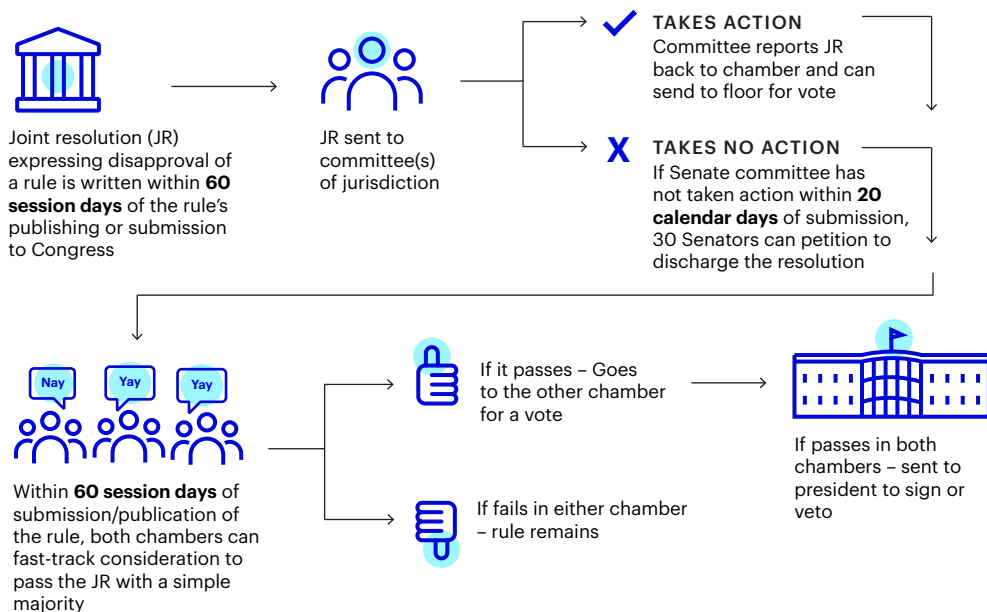 Joint resolution (JR)
expressing disapproval of
a rule is written within 60
session days of the rule's
publishing or submission
to Congress
JR sent to
committee(s)
of jurisdiction
TAKES ACTION
Committee reports JR
back to chamber and can
send to floor for vote
X
TAKES NO ACTION
If Senate committee has
not taken action within 20
calendar days of submission,
30 Senators can petition to
discharge the resolution
Nay
Yay
Yay
Within 60 session days of
submission/publication of
the rule, both chambers can
fast-track consideration to
pass the JR with a simple
majority
If it passes – Goes
to the other chamber
for a vote
If fails in either chamber
– rule remains
If passes in both
chambers – sent to
president to sign or
veto